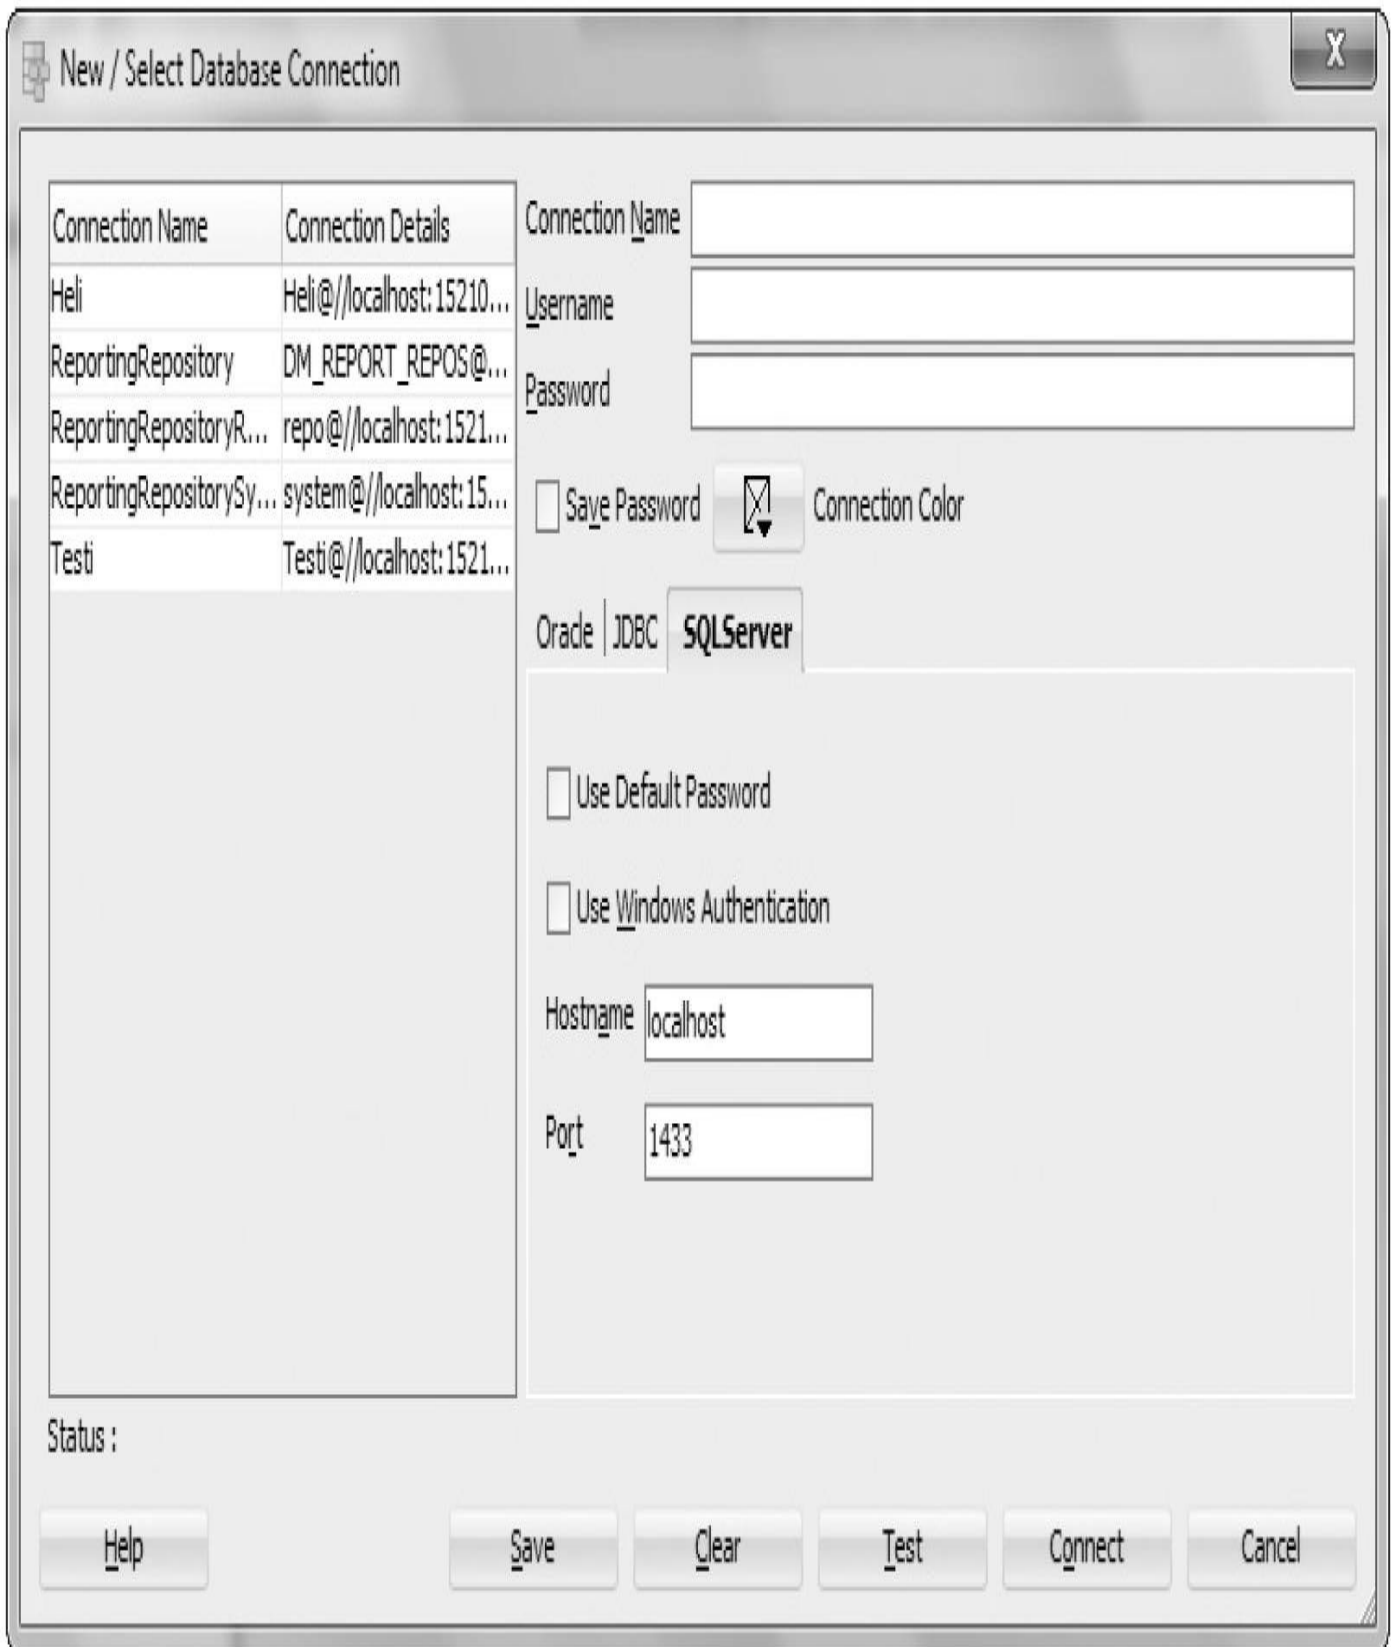 New / Select Database Connection
X
Connection Name Connection Details
Heli Heli@//localhost:15210...
ReportingRepository DM_REPORT_REPOS@...
ReportingRepositoryR... repo@//localhost:1521...
ReportingRepositorySy... system@//localhost:15...
Testi Testi@//localhost:1521...
Connection Name
Username
Password
Save Password Connection Color
Oracle JDBC SQLServer
Use Default Password
Use Windows Authentication
Hostname localhost
Port 1433
Status :
Help Save Clear Test Connect Cancel